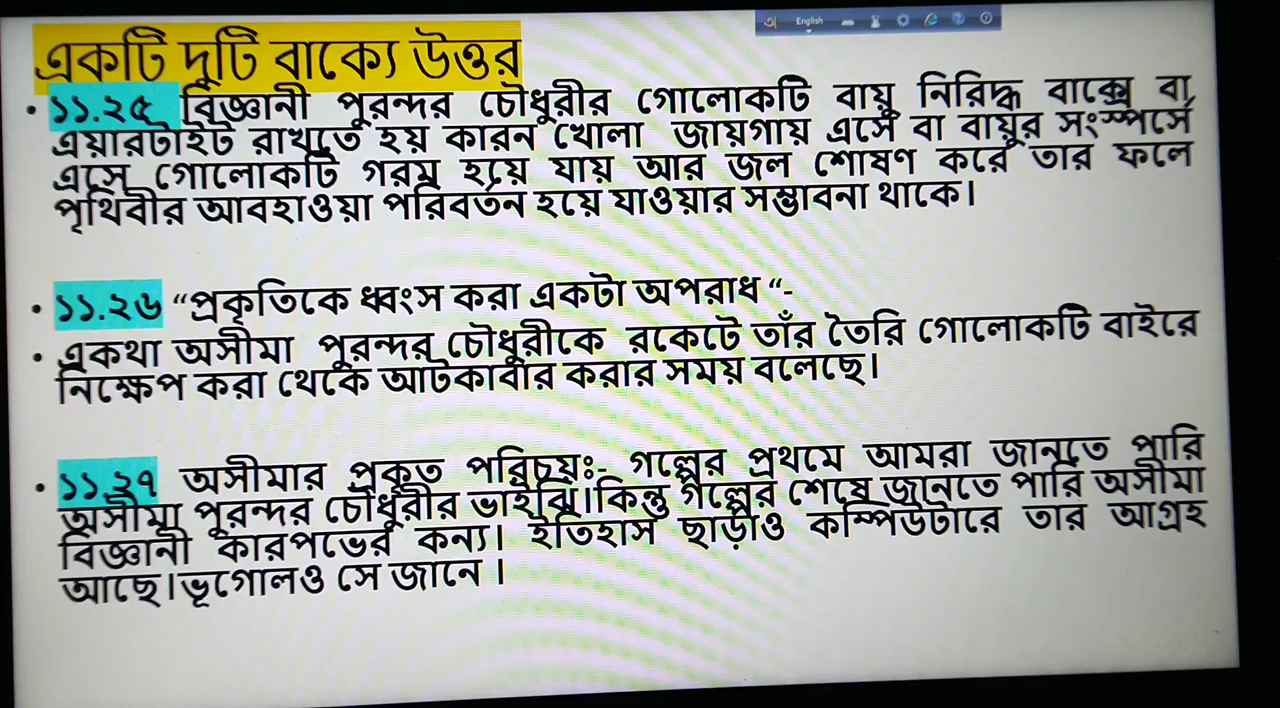 English
একটি দুটি বাক্যে উত্তর
• ১১.২৫ বিজ্ঞানী পুরন্দর চৌধুরীর গোলোকটি বায়ু নিরিদ্ধ বাক্সে বা
এয়ারটাইট রাখতে হয় কারন খোলা জায়গায় এসে বা বায়ুর সংস্পর্সে
এসে গোলোকটি গরম হয়ে যায় আর জল শোষণ করে তার ফলে
পৃথিবীর আবহাওয়া পরিবর্তন হয়ে যাওয়ার সম্ভাবনা থাকে।
• ১১.২৬ “প্রকৃতিকে ধ্বংস করা একটা অপরাধ “-
• একথা অসীমা পুরন্দর চৌধুরীকে রকেটে তাঁর তৈরি গোলোকটি বাইরে
নিক্ষেপ করা থেকে আটকাবার করার সময় বলেছে।
• ১১.২৭ অসীমার প্রকৃত পরিচয়ঃ- গল্পের প্রথমে আমরা জানতে পারি
অসীমা পুরন্দর চৌধুরীর ভাইঝি।কিন্তু গল্পের শেষে জানতে পারি অসীমা
বিজ্ঞানী কারপভের কন্যা। ইতিহাস ছাড়াও কম্পিউটারে তার আগ্রহ
আছে।ভূগোলও সে জানে ।